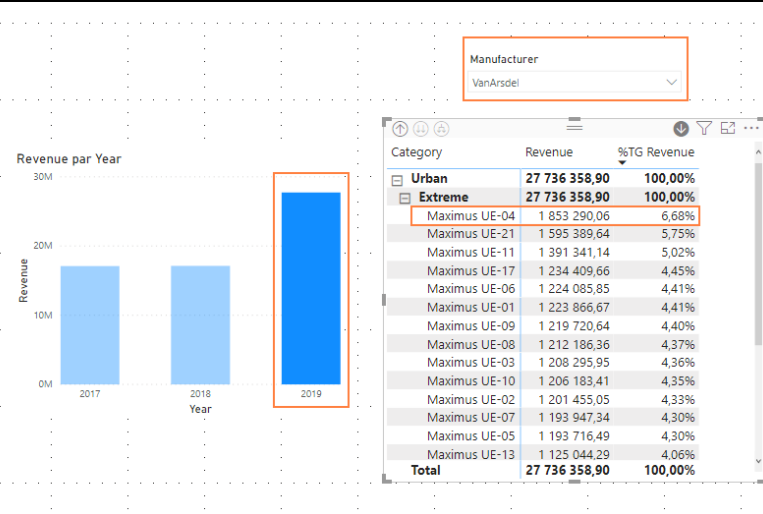 Manufacturer
VanArsdel
Revenue par Year
30M
20M
10M
0M
Revenue
2017 2018 2019
Year
Category Revenue %TG Revenue
Urban 27 736 358,90 100,00%
Extreme 27 736 358,90 100,00%
Maximus UE-04 1 853 290,06 6,68%
Maximus UE-21 1 595 389,64 5,75%
Maximus UE-11 1 391 341,14 5,02%
Maximus UE-17 1 234 409,66 4,45%
Maximus UE-06 1 224 085,85 4,41%
Maximus UE-01 1 223 866,67 4,41%
Maximus UE-09 1 219 720,64 4,40%
Maximus UE-08 1 212 186,36 4,37%
Maximus UE-03 1 208 295,95 4,36%
Maximus UE-10 1 206 183,41 4,35%
Maximus UE-02 1 201 455,05 4,33%
Maximus UE-07 1 193 947,34 4,30%
Maximus UE-05 1 193 716,49 4,30%
Maximus UE-13 1 125 044,29 4,06%
Total 27 736 358,90 100,00%